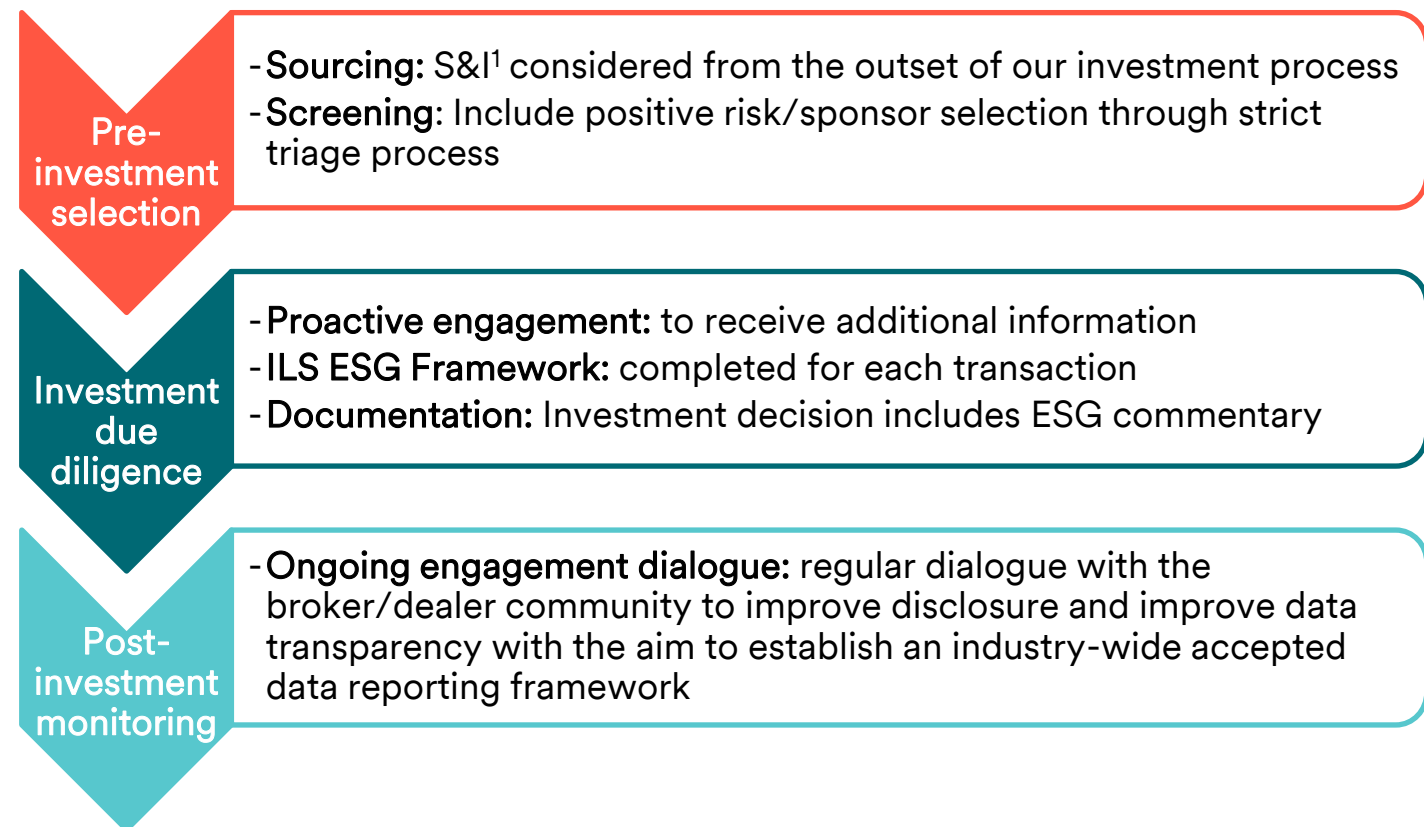 Pre-
investment
selection
-Sourcing: S&I¹ considered from the outset of our investment process
-Screening: Include positive risk/sponsor selection through strict
triage process
Investment
due
diligence
-Proactive engagement: to receive additional information
-ILS ESG Framework: completed for each transaction
-Documentation: Investment decision includes ESG commentary
Post-
investment
monitoring
-Ongoing engagement dialogue: regular dialogue with the
broker/dealer community to improve disclosure and improve data
transparency with the aim to establish an industry-wide accepted
data reporting framework